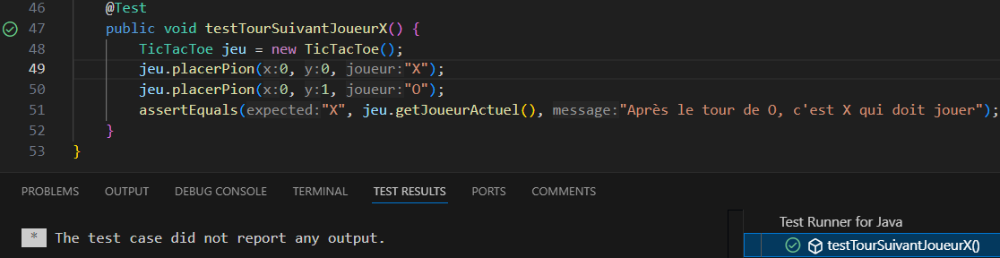 46 @Test
47 public void testTourSuivantJoueurX() {
48 TicTacToe jeu = new TicTacToe();
49 jeu.placerPion(x:0, y:0, joueur:"X");
50 jeu.placerPion(x:0, y:1, joueur:"O");
51 assertEquals(expected:"X", jeu.getJoueurActuel(), message:"Après le tour de O, c'est X qui doit jouer");
52 }
53 }
PROBLEMS OUTPUT DEBUG CONSOLE TERMINAL TEST RESULTS PORTS COMMENTS
* The test case did not report any output.
Test Runner for Java
testTourSuivantJoueurX()